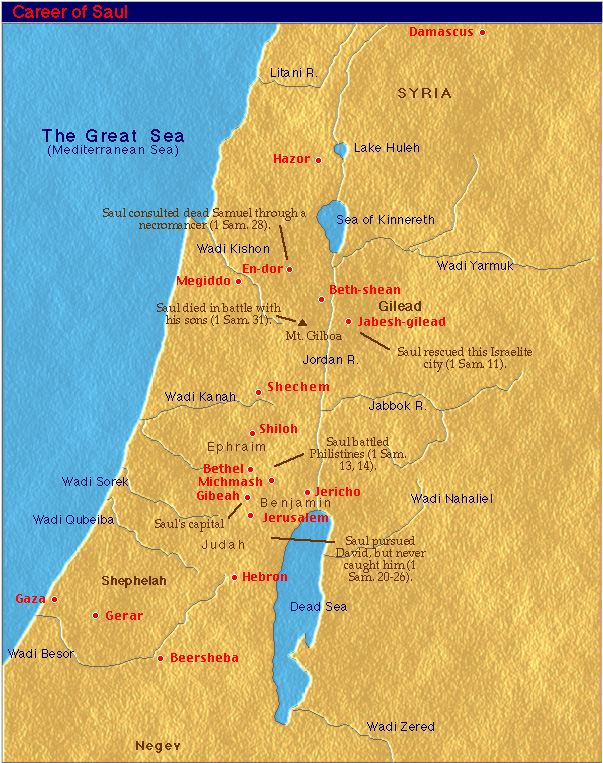 Career of Saul
Damascus
Litani R.
SYRIA
The Great Sea
(Mediterranean Sea)
Lake Huleh
Hazor
Saul consulted dead Samuel through a
necromancer (1 Sam. 28).
Sea of Kinnereth
Wadi Kishon
En-dor
Wadi Yarmuk
Megiddo
Beth-shean
Gilead
Saul died in battle with
his sons (1 Sam. 31).
Jabesh-gilead
Mt. Gilboa
Saul rescued this Israelite
city (1 Sam. 11).
Jordan R.
Shechem
Wadi Kanah
Jabbok R.
Shiloh
Ephraim
Saul battled
Philistines (1 Sam.
13, 14).
Bethel
Michmash
Wadi Sorek
Gibeah
Jericho
Benjamin
Wadi Nahaliel
Wadi Qubeiba
Saul's capital
Jerusalem
Judah
Saul pursued
David, but never
caught him (1
Sam. 20-26).
Shephelah
Hebron
Gaza
Gerar
Dead Sea
Wadi Besor
Beersheba
Wadi Zered
Negev